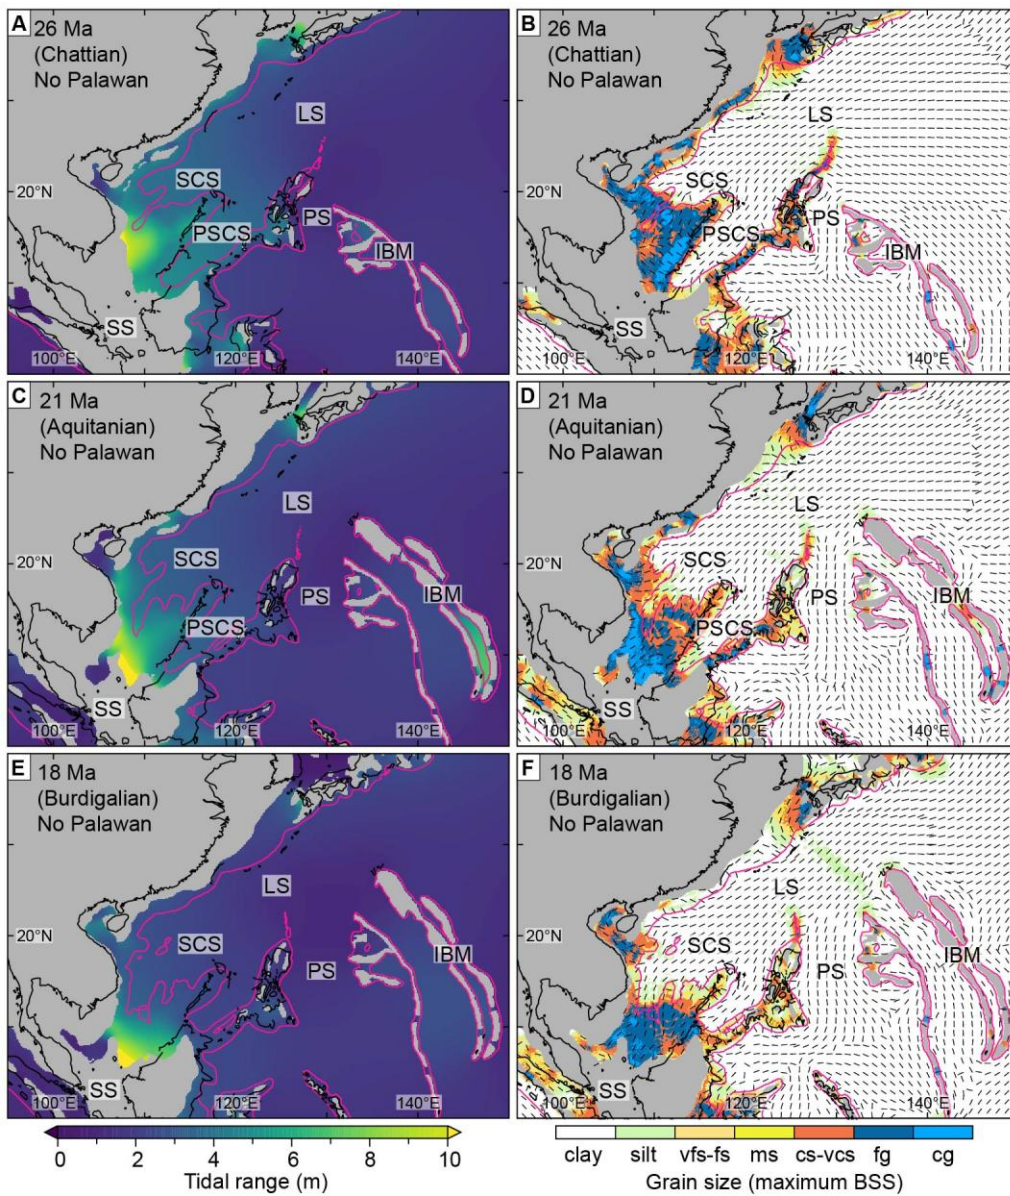 A
26 Ma
(Chattian)
No Palawan
LS
SCS
20°N
PS
PSCS
IBM
SS
100°E
120°E
140°E
B
26 Ma
(Chattian)
No Palawan
LS
SCS
20°N
PS
PSCS
IBM
SS
100°E
120°E
140°E
C
21 Ma
(Aquitanian)
No Palawan
LS
SCS
20°N
PS
IBM
PSCS
SS
100°E
120°E
140°E
D
21 Ma
(Aquitanian)
No Palawan
LS
SCS
20°N
PS
IBM
PSCS
SS
100°E
120°E
140°E
E
18 Ma
(Burdigalian)
No Palawan
LS
SCS
20°N
IBM
PS
SS
100°E
120°E
140°E
F
18 Ma
(Burdigalian)
No Palawan
LS
SCS
20°N
IBM
PS
SS
100°E
120°E
140°E
0 2 4 6 8 10
Tidal range (m)
clay silt vfs-fs ms cs-vcs fg cg
Grain size (maximum BSS)